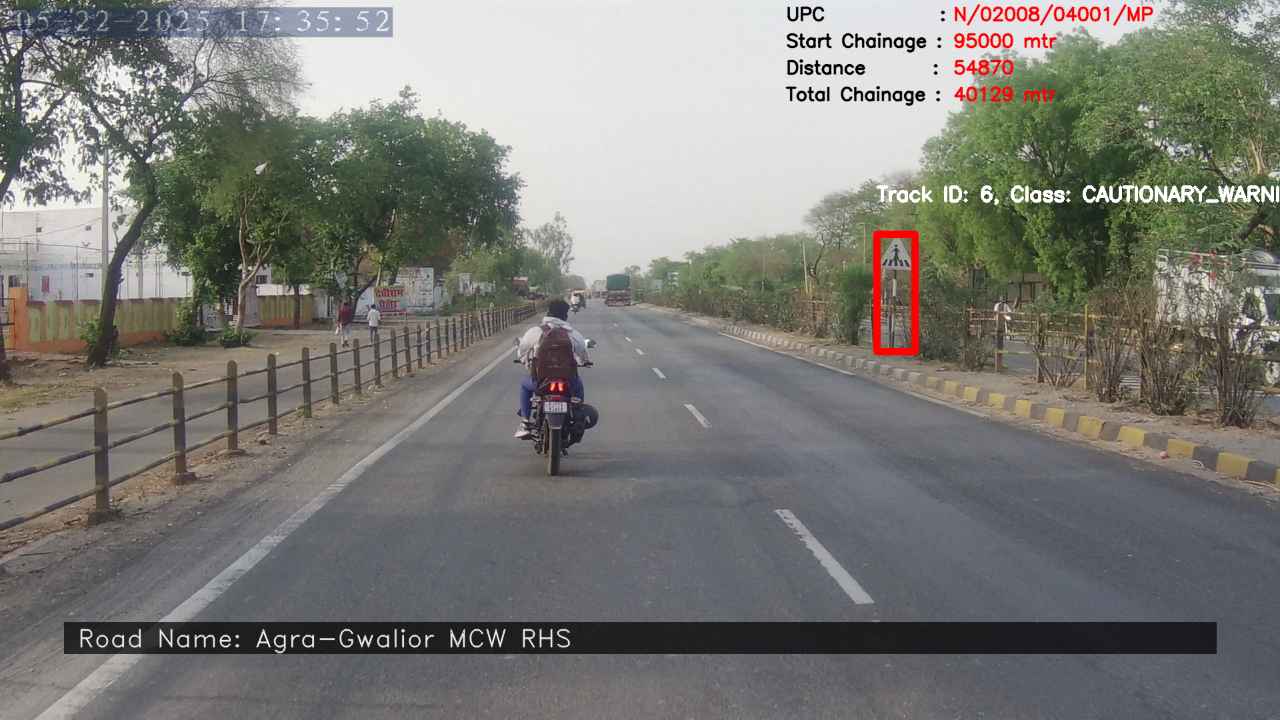 05-22-2025 17:35:52
UPC : N/02008/04001/MP
Start Chainage : 95000 mtr
Distance : 54870
Total Chainage : 40129 mtr
Track ID: 6, Class: CAUTIONARY_WARNI
Road Name: Agra-Gwalior MCW RHS